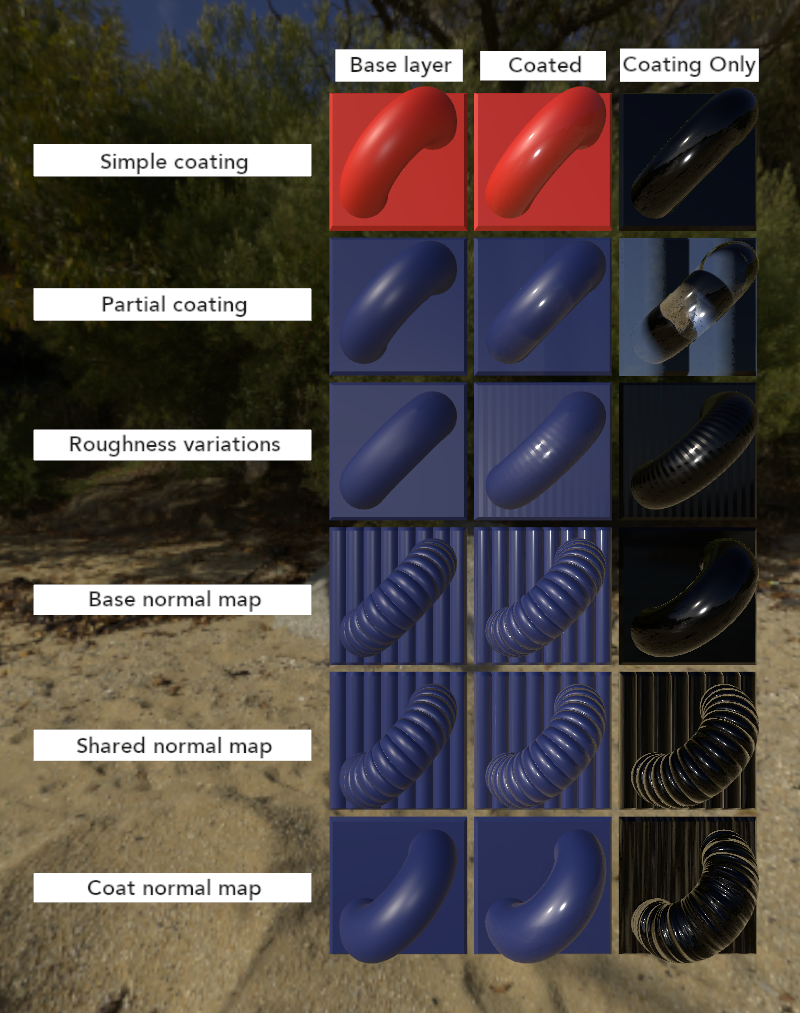 Base layer
Coated
Coating Only
Simple coating
Partial coating
Roughness variations
Base normal map
Shared normal map
Coat normal map